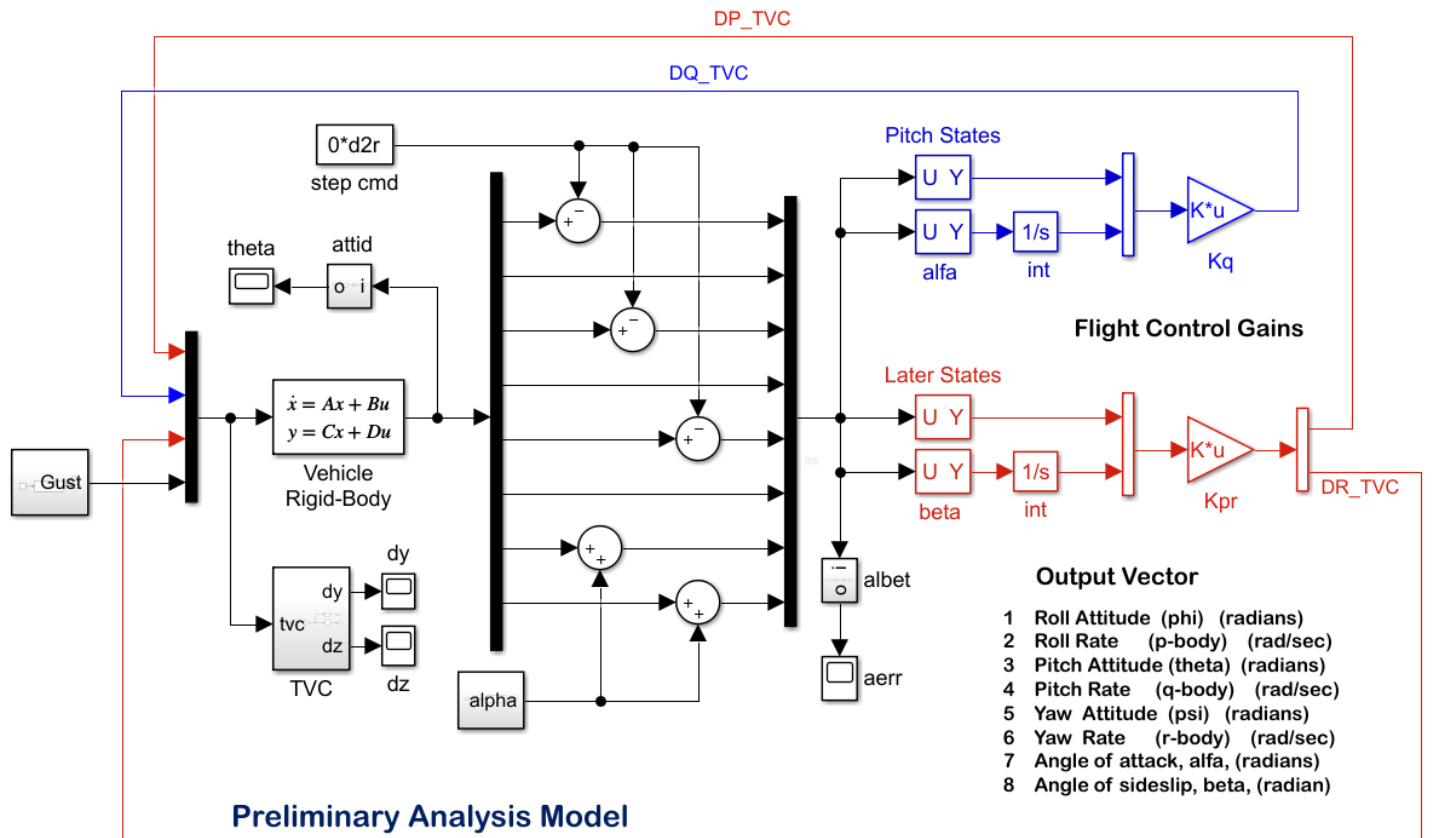 DP_TVC
DQ_TVC
0*d2r
step cmd
Pitch States
U Y
U Y
1/s
alfa
int
K*u
Kq
theta
attid
o i
Flight Control Gains
Later States
U Y
U Y
1/s
beta
int
K*u
Kpr
DR_TVC
Gust
ẋ = Ax + Bu
y = Cx + Du
Vehicle
Rigid-Body
+ −
+ −
+ −
+ +
+ +
dy
tvc
dy
dz
TVC
dz
alpha
i
o
albet
aerr
Output Vector
1 Roll Attitude (phi) (radians)
2 Roll Rate (p-body) (rad/sec)
3 Pitch Attitude (theta) (radians)
4 Pitch Rate (q-body) (rad/sec)
5 Yaw Attitude (psi) (radians)
6 Yaw Rate (r-body) (rad/sec)
7 Angle of attack, alfa, (radians)
8 Angle of sideslip, beta, (radian)
Preliminary Analysis Model